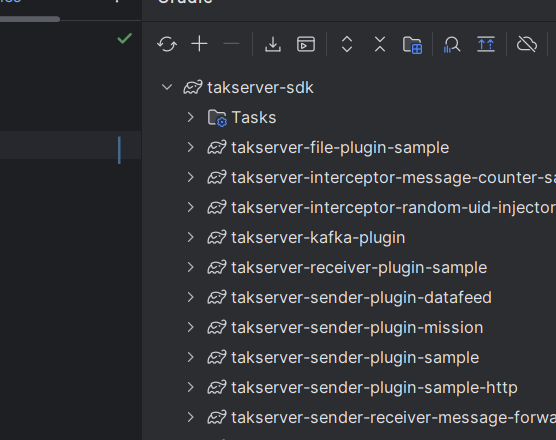 Gradle
takserver-sdk
Tasks
takserver-file-plugin-sample
takserver-interceptor-message-counter-sa
takserver-interceptor-random-uid-injector
takserver-kafka-plugin
takserver-receiver-plugin-sample
takserver-sender-plugin-datafeed
takserver-sender-plugin-mission
takserver-sender-plugin-sample
takserver-sender-plugin-sample-http
takserver-sender-receiver-message-forwa